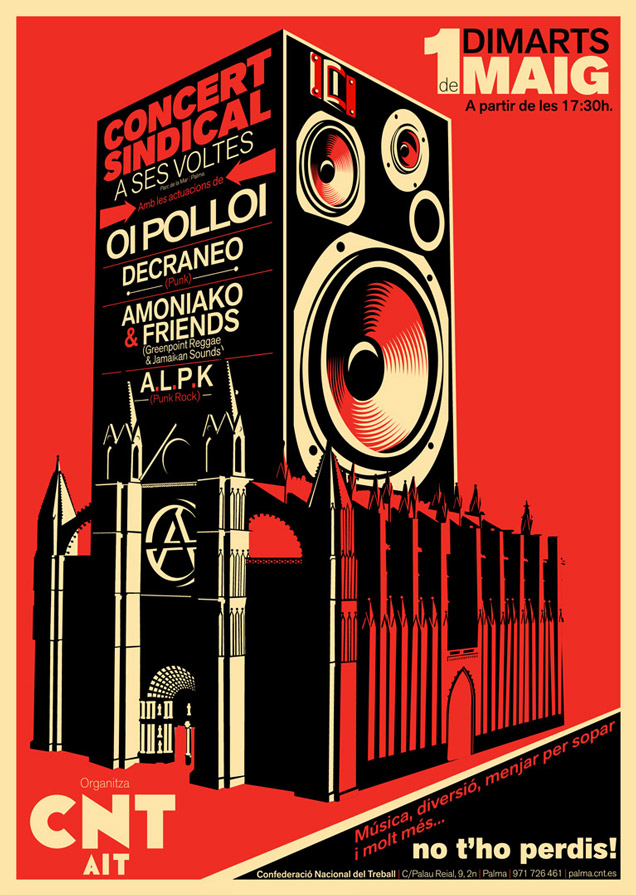 1 de
DIMARTS
MAIG
A partir de les 17:30h.
CONCERT
SINDICAL
A SES VOLTES
Parc de la Mar | Palma
Amb les actuacions de
OI POLLOI
DECRANEO
(Punk)
AMONIAKO
& FRIENDS
(Greenpoint Reggae
& Jamaikan Sounds)
A.L.P.K
(Punk Rock)
Organitza
CNT
AIT
Música, diversió, menjar per sopar
i molt més...
no t'ho perdis!
Confederació Nacional del Treball | C/Palau Reial, 9, 2n | Palma | 971 726 461 | palma.cnt.es